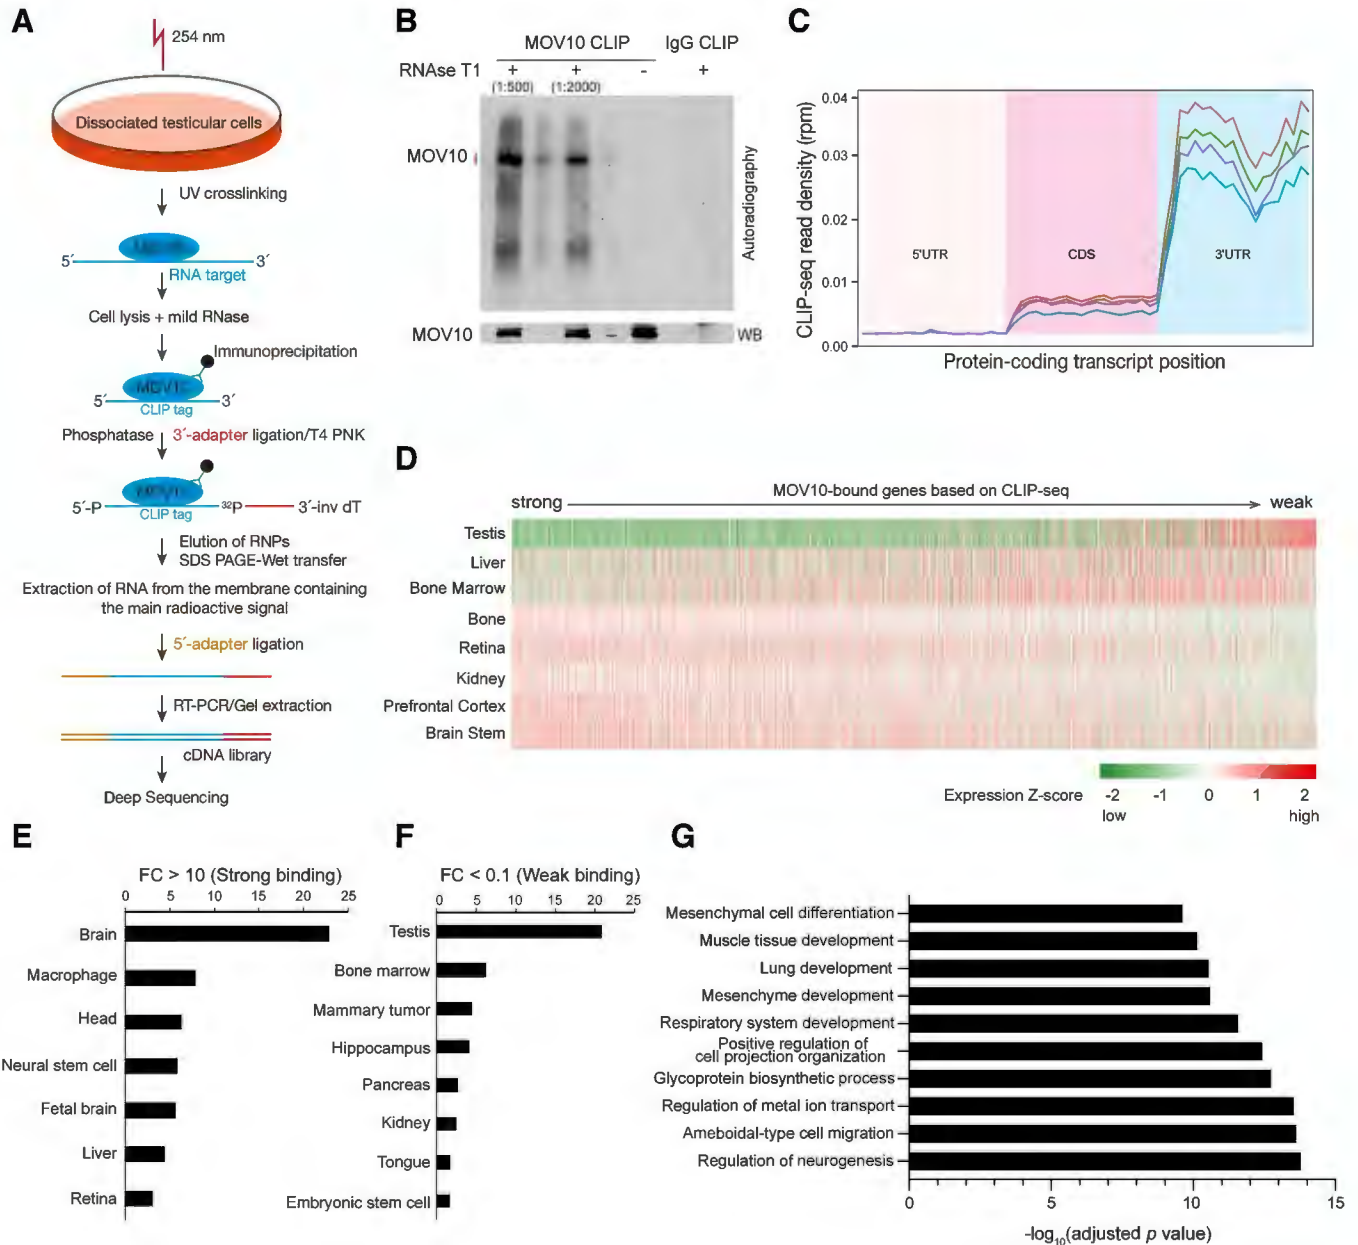 A
254 nm
Dissociated testicular cells
UV crosslinking
5´
3´
RNA target
Cell lysis + mild RNase
Immunoprecipitation
5´
3´
CLIP tag
Phosphatase
3´-adapter ligation/T4 PNK
5´-P
32P
3´-inv dT
CLIP tag
Elution of RNPs
SDS PAGE-Wet transfer
Extraction of RNA from the membrane containing
the main radioactive signal
5´-adapter ligation
RT-PCR/Gel extraction
cDNA library
Deep Sequencing
B
MOV10 CLIP
IgG CLIP
RNAse T1
+
+
-
+
(1:500)
(1:2000)
MOV10
Autoradiography
MOV10
WB
C
CLIP-seq read density (rpm)
0.04
0.03
0.02
0.01
0.00
5'UTR
CDS
3'UTR
Protein-coding transcript position
D
MOV10-bound genes based on CLIP-seq
strong
weak
Testis
Liver
Bone Marrow
Bone
Retina
Kidney
Prefrontal Cortex
Brain Stem
Expression Z-score
-2
-1
0
1
2
low
high
E
FC > 10 (Strong binding)
0
5
10
15
20
25
Brain
Macrophage
Head
Neural stem cell
Fetal brain
Liver
Retina
F
FC < 0.1 (Weak binding)
0
5
10
15
20
25
Testis
Bone marrow
Mammary tumor
Hippocampus
Pancreas
Kidney
Tongue
Embryonic stem cell
G
Mesenchymal cell differentiation
Muscle tissue development
Lung development
Mesenchyme development
Respiratory system development
Positive regulation of
cell projection organization
Glycoprotein biosynthetic process
Regulation of metal ion transport
Ameboidal-type cell migration
Regulation of neurogenesis
0
5
10
15
-log10(adjusted p value)